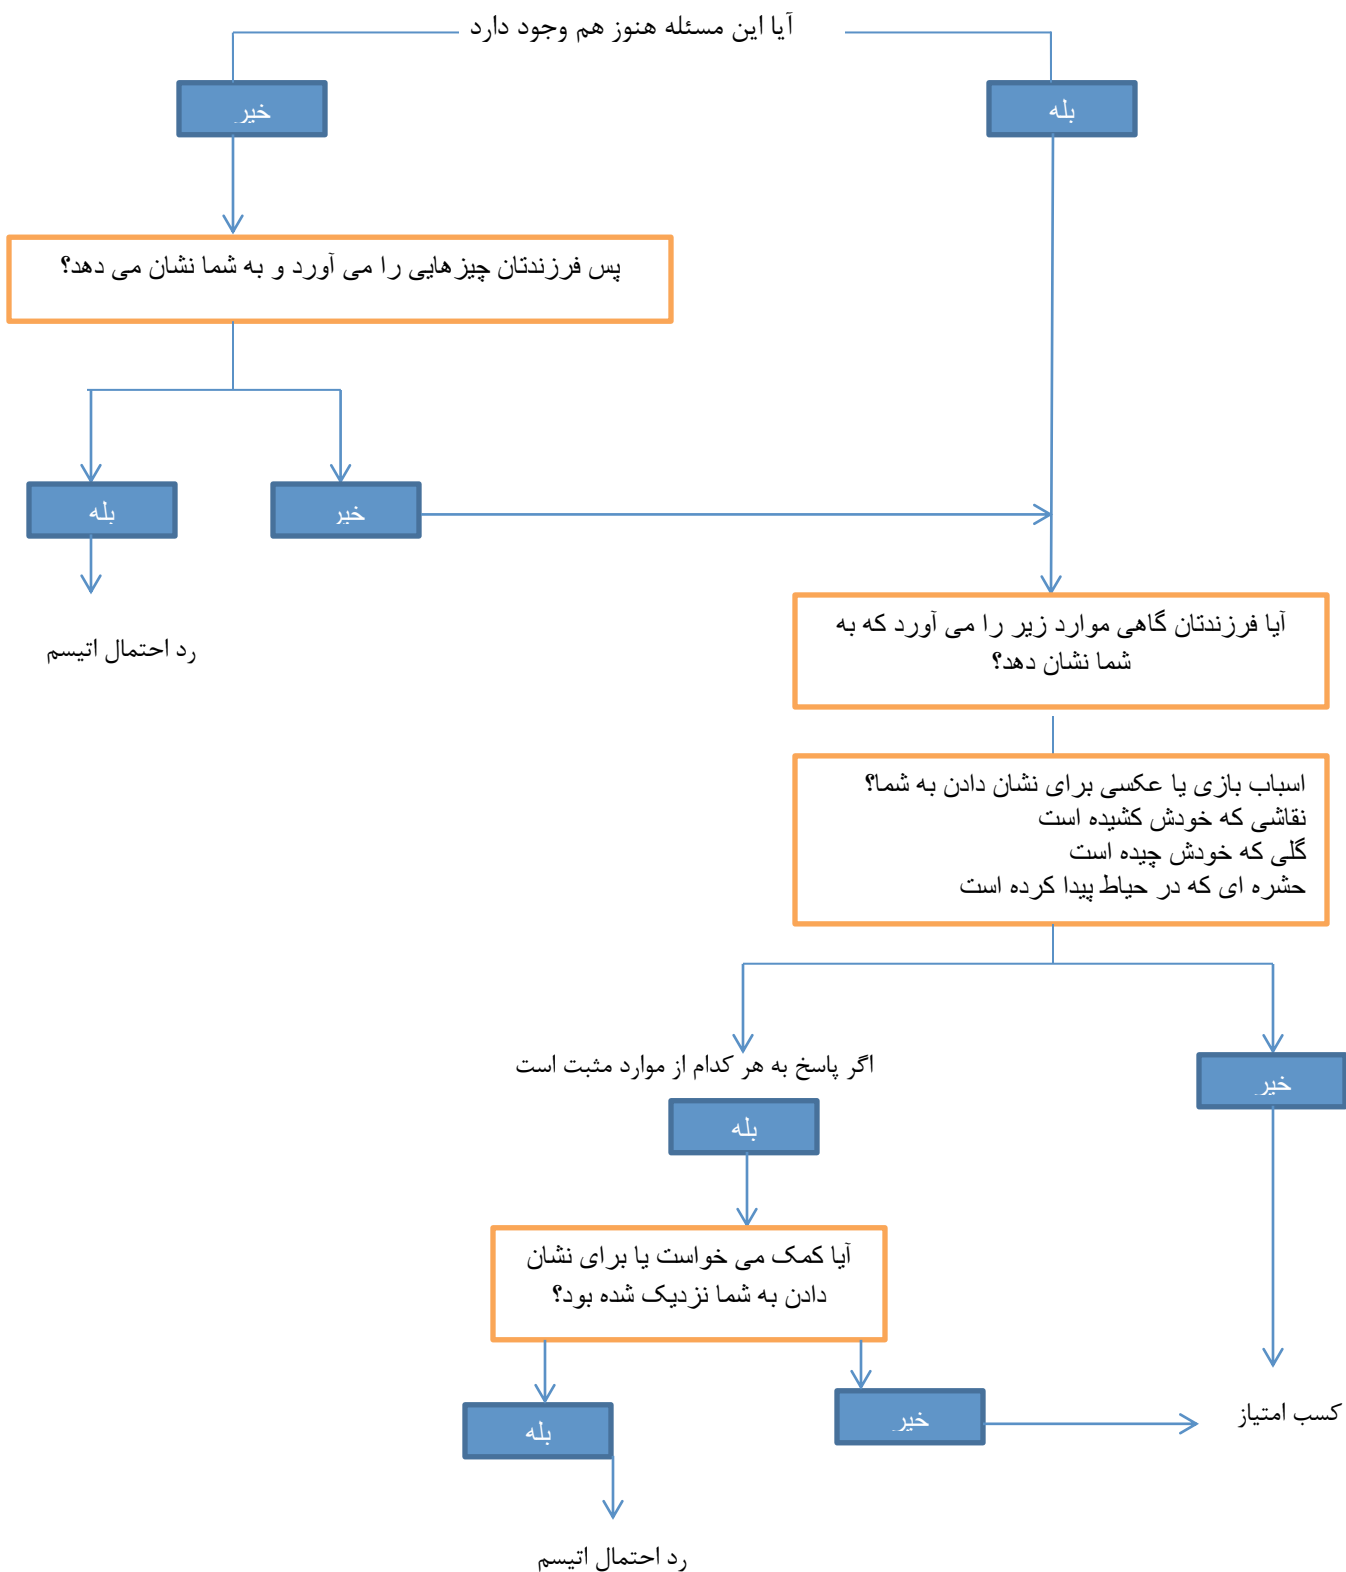 آیا این مسئله هنوز هم وجود دارد
بله
خیر
پس فرزندتان چیزهایی را می آورد و به شما نشان می دهد؟
خیر
بله
رد احتمال اتیسم
آیا فرزندتان گاهی موارد زیر را می آورد که به
شما نشان دهد؟
اسباب بازی یا عکسی برای نشان دادن به شما؟
نقاشی که خودش کشیده است
گلی که خودش چیده است
حشره ای که در حیاط پیدا کرده است
اگر پاسخ به هر کدام از موارد مثبت است
خیر
بله
آیا کمک می خواست یا برای نشان
دادن به شما نزدیک شده بود؟
خیر
بله
کسب امتیاز
رد احتمال اتیسم